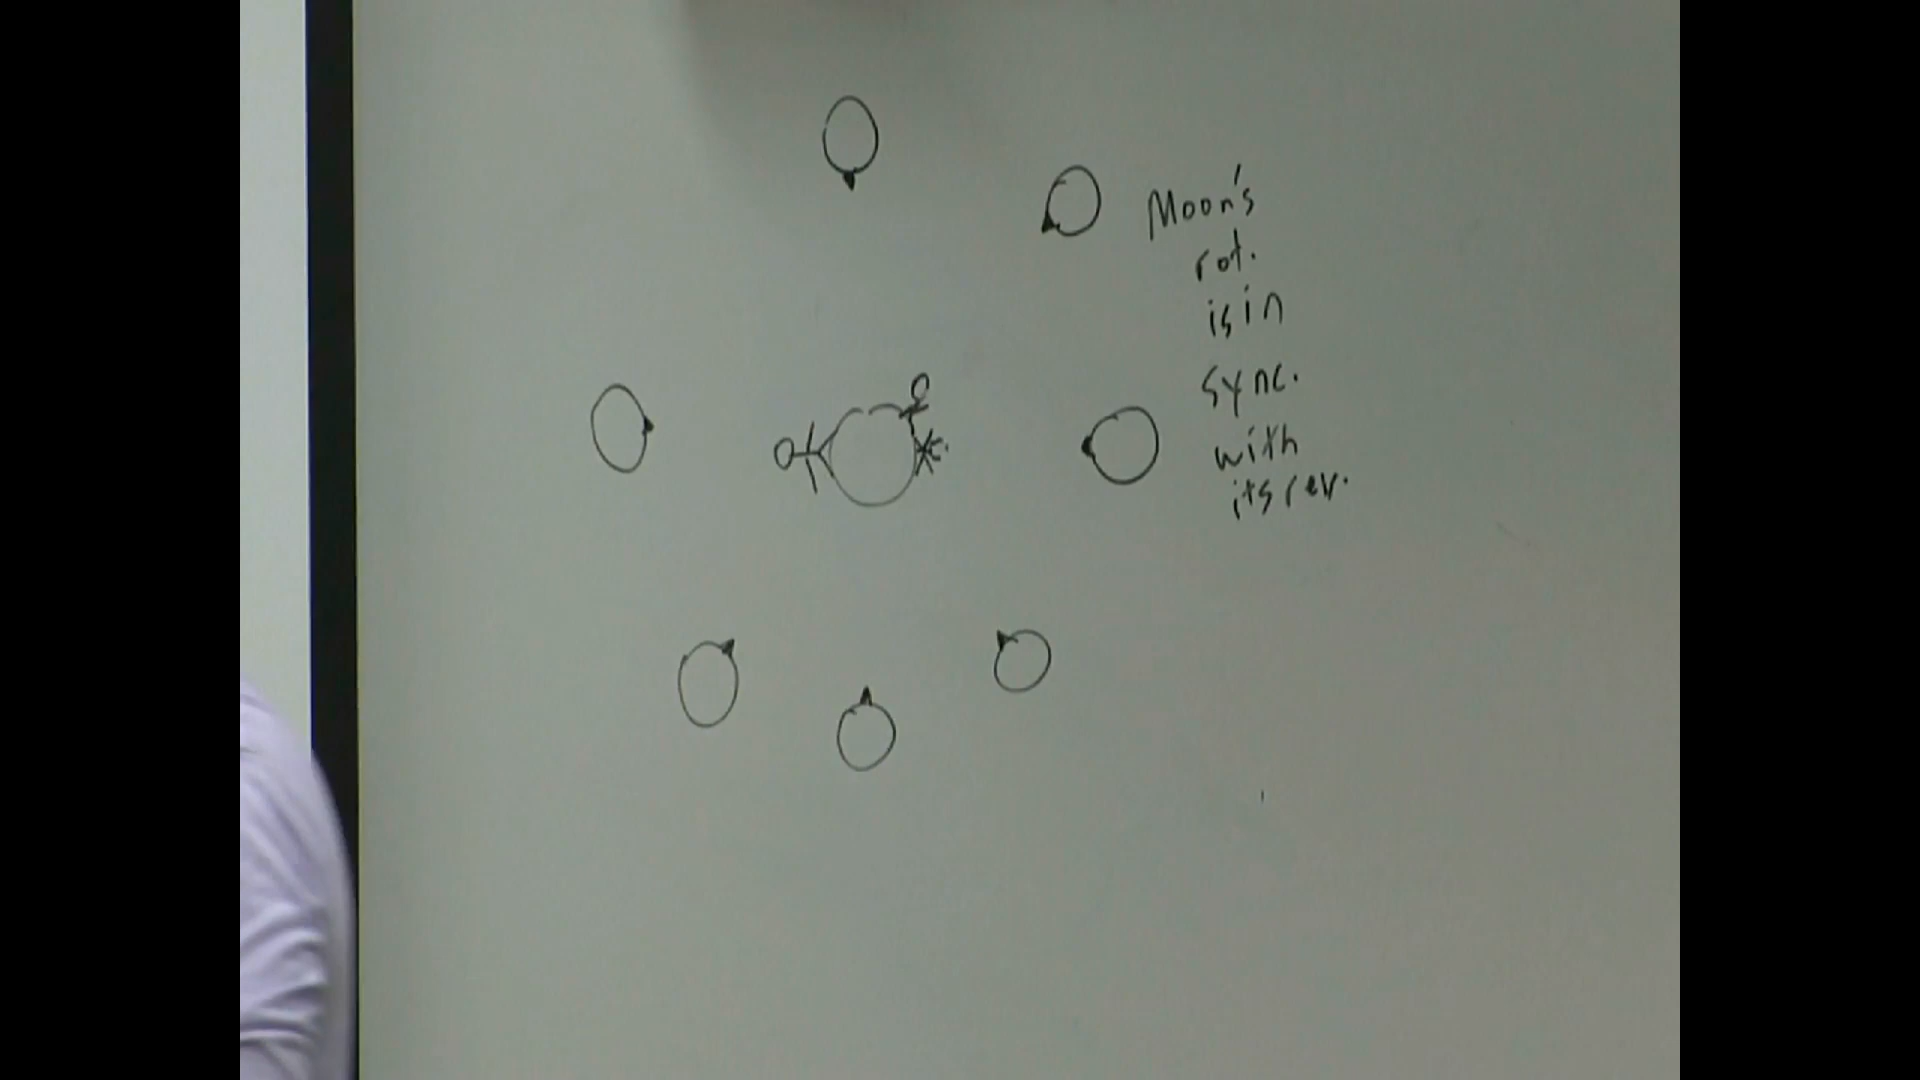 Moon's
rot.
is in
sync.
with
its rev.